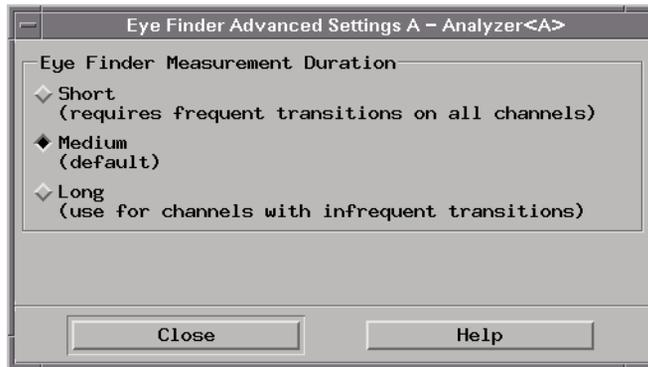 Eye Finder Advanced Settings A – Analyzer<A>
Eye Finder Measurement Duration
Short
(requires frequent transitions on all channels)
Medium
(default)
Long
(use for channels with infrequent transitions)
Close
Help